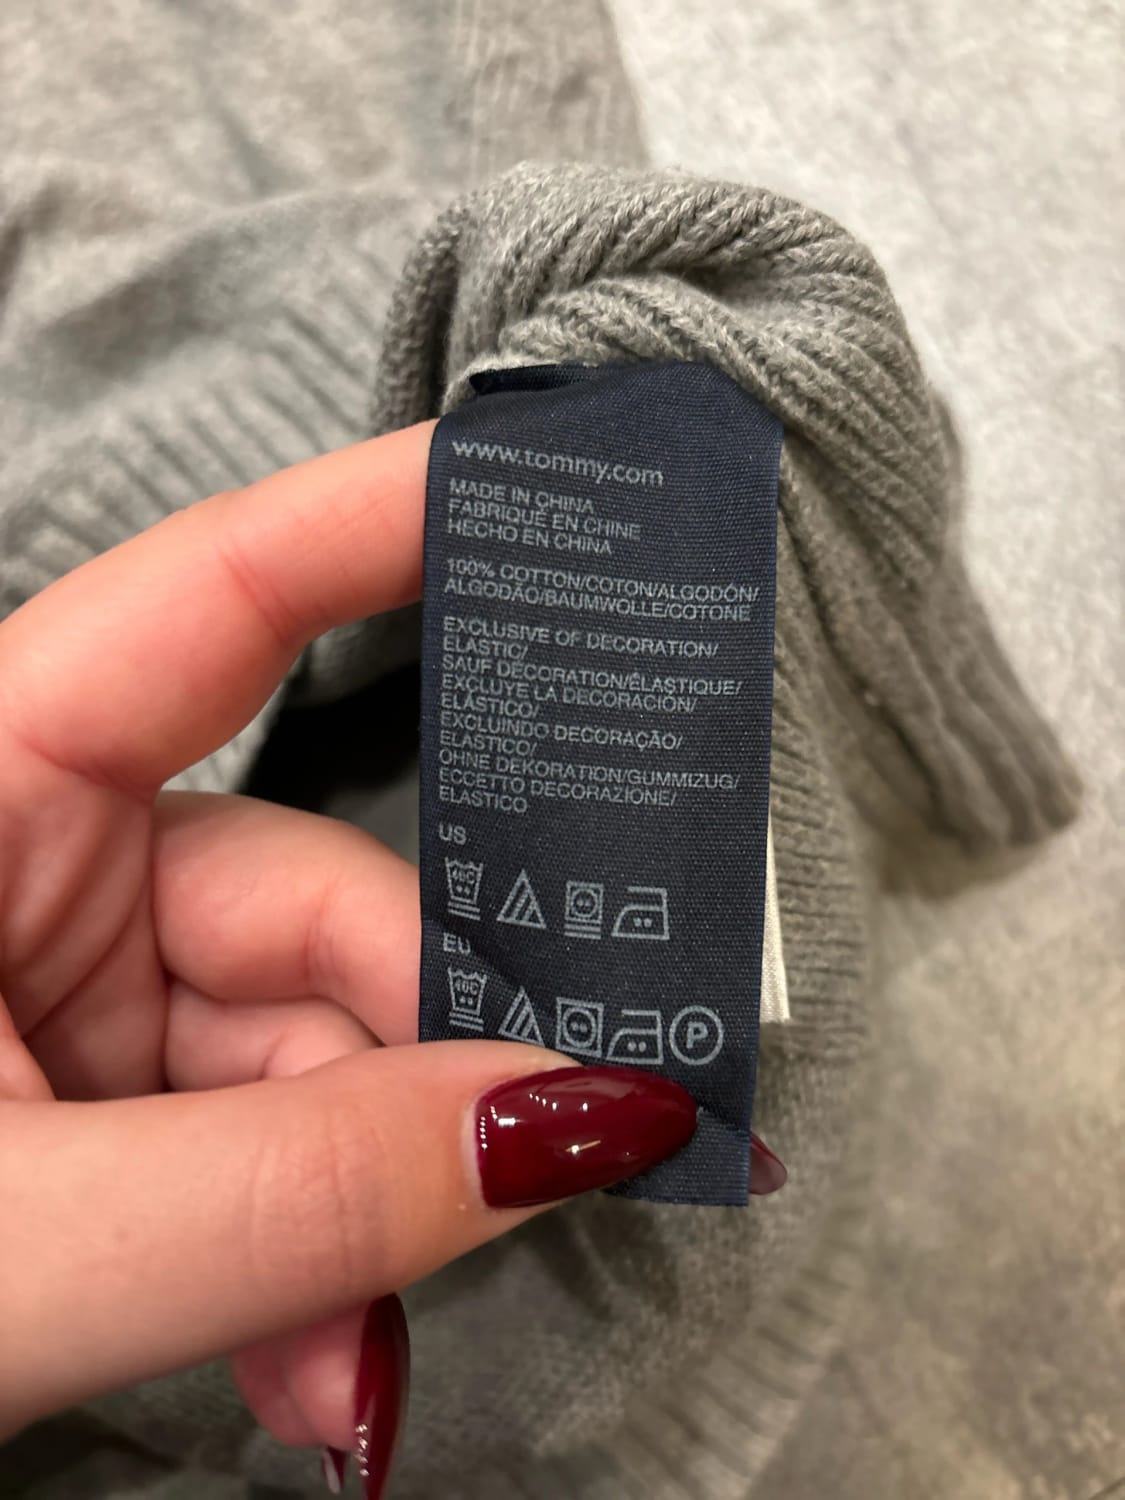 www.tommy.com
MADE IN CHINA
FABRIQUÉ EN CHINE
HECHO EN CHINA
100% COTTON/COTON/ALGODÓN/
ALGODÃO/BAUMWOLLE/COTONE
EXCLUSIVE OF DECORATION/
ELASTIC/
SAUF DÉCORATION/ÉLASTIQUE/
EXCLUYE LA DECORACIÓN/
ELÁSTICO/
EXCLUINDO DECORAÇÃO/
ELÁSTICO/
OHNE DEKORATION/GUMMIZUG/
ECCETTO DECORAZIONE/
ELASTICO
US
40C
EU
40C
P